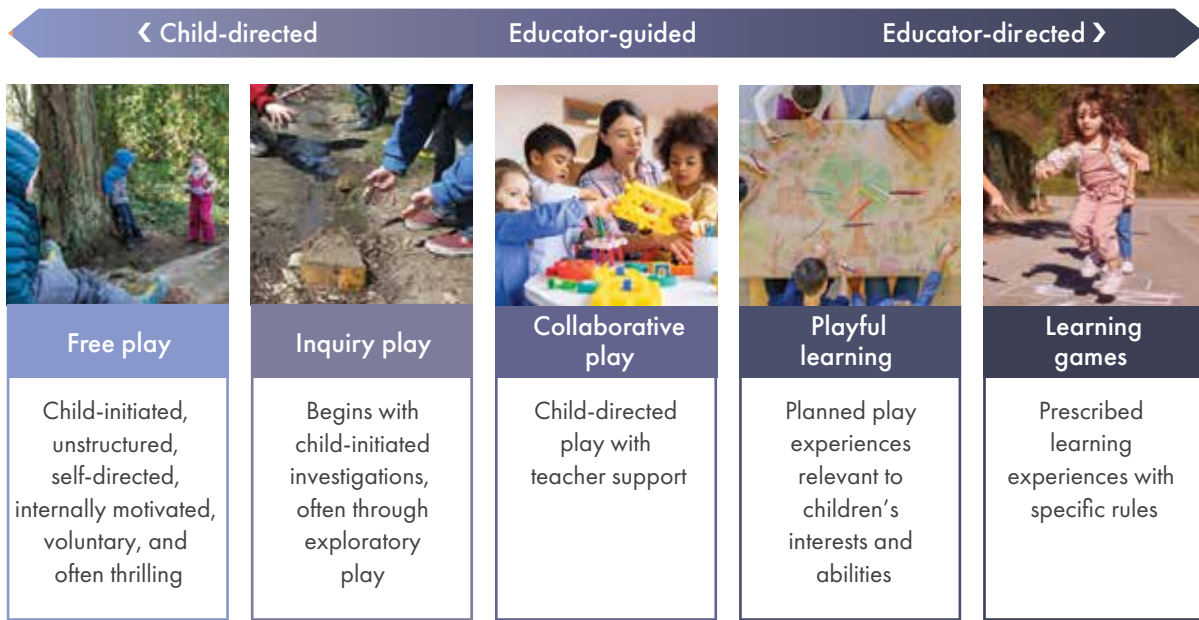 ‹ Child-directed Educator-guided Educator-directed ›
Free play
Child-initiated,
unstructured,
self-directed,
internally motivated,
voluntary, and
often thrilling
Inquiry play
Begins with
child-initiated
investigations,
often through
exploratory
play
Collaborative
play
Child-directed
play with
teacher support
Playful
learning
Planned play
experiences
relevant to
children’s
interests and
abilities
Learning
games
Prescribed
learning
experiences with
specific rules